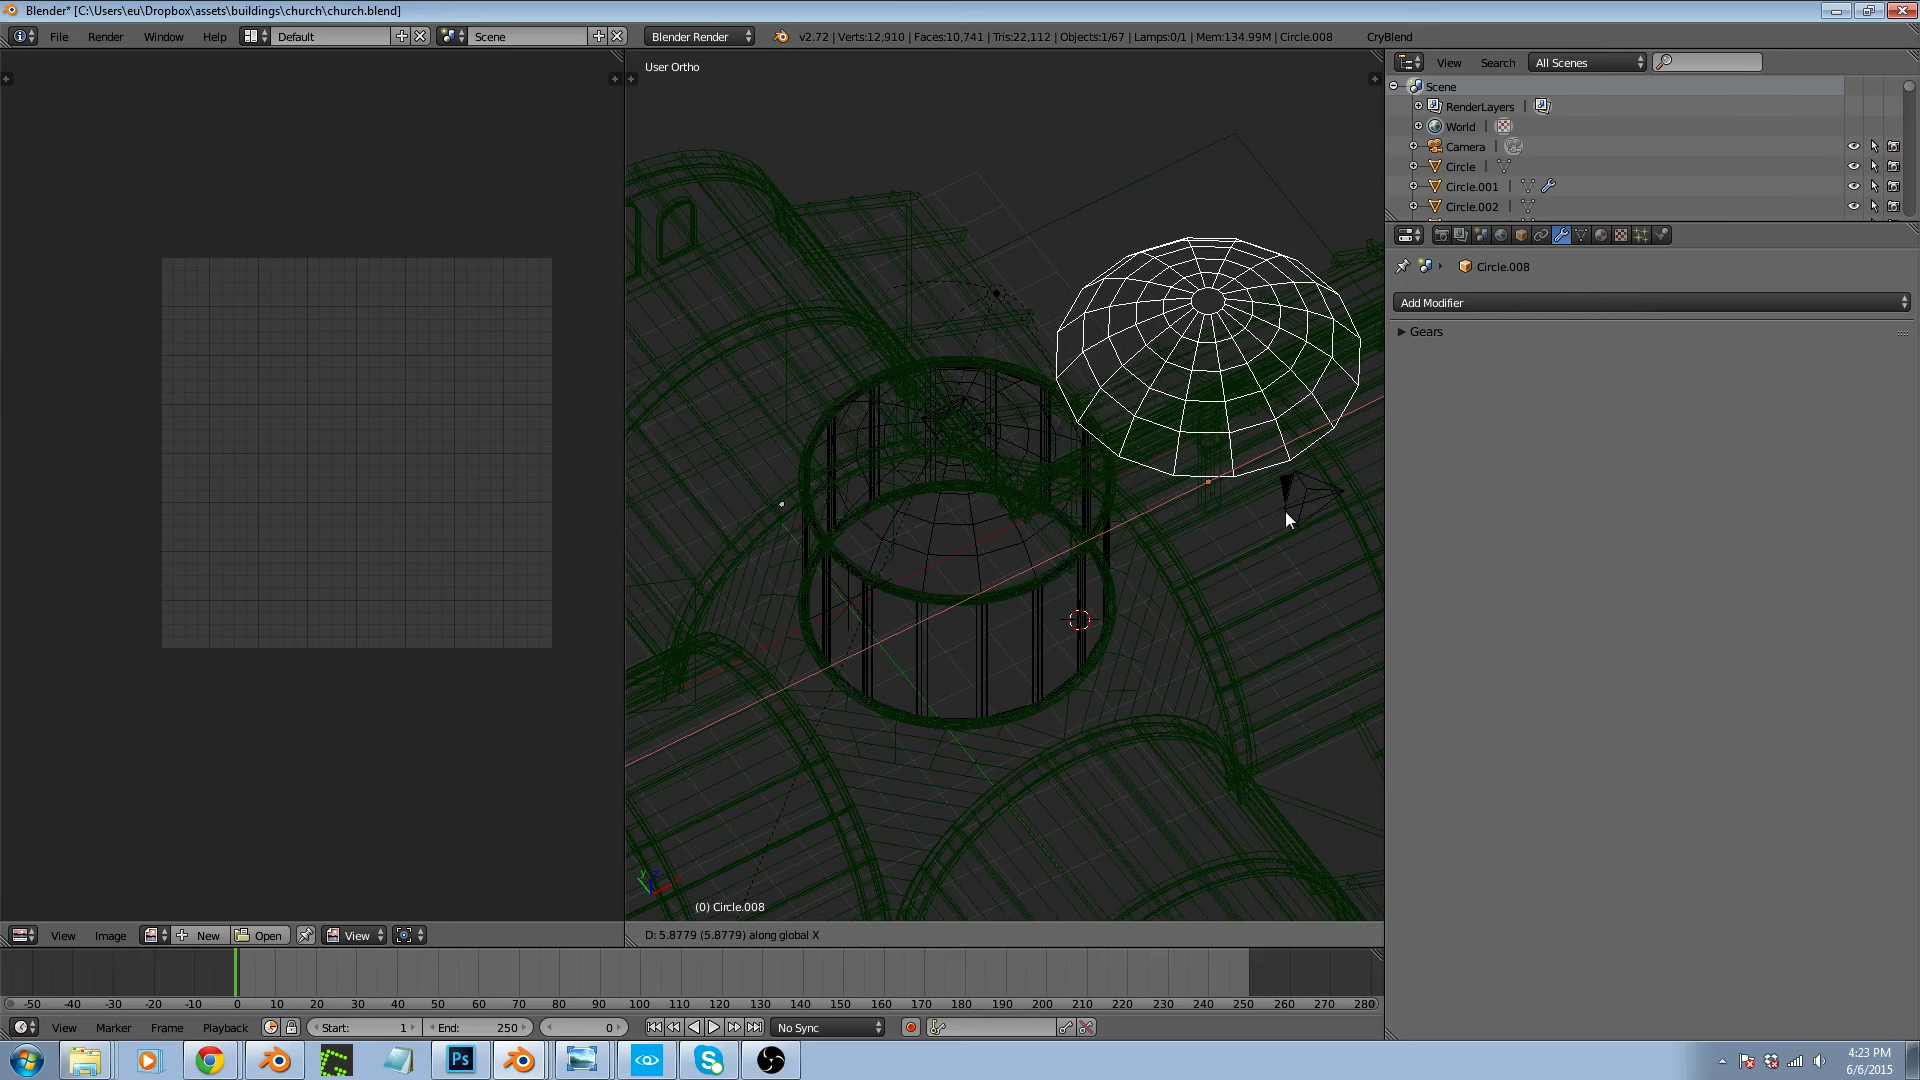 Blender* [C:\Users\eu\Dropbox\assets\buildings\church\church.blend]
File Render Window Help Default Scene Blender Render v2.72 | Verts:12,910 | Faces:10,741 | Tris:22,112 | Objects:1/67 | Lamps:0/1 | Mem:134.99M | Circle.008 CryBlend
User Ortho
View Search All Scenes
Scene
RenderLayers
World
Camera
Circle
Circle.001
Circle.002
Circle.008
Add Modifier
Gears
(0) Circle.008
View Image New Open View
D: 5.8779 (5.8779) along global X
-50 -40 -30 -20 -10 0 10 20 30 40 50 60 70 80 90 100 110 120 130 140 150 160 170 180 190 200 210 220 230 240 250 260 270 280
View Marker Frame Playback Start: 1 End: 250 0 No Sync
Ps
4:23 PM
6/6/2015